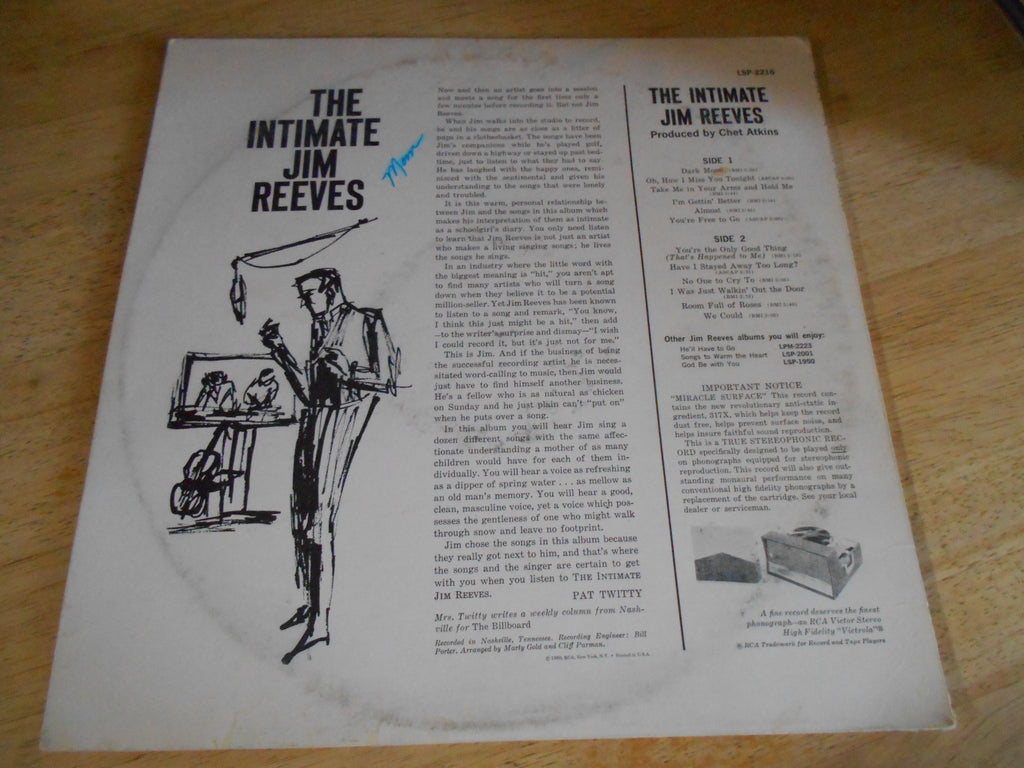 THE
INTIMATE
JIM
REEVES
Mom
Now and then an artist goes into a session
and meets a song for the first time only a
few minutes before recording it. But not Jim
Reeves.
When Jim walks into the studio to record,
he and his songs are as close as a litter of
pups in a clothesbasket. The songs have been
Jim's companions while he's played golf,
driven down a highway or stayed up past bed-
time, just to listen to what they had to say.
He has laughed with the happy ones, remi-
nisced with the sentimental and given his
understanding to the songs that were lonely
and troubled.
It is this warm, personal relationship be-
tween Jim and the songs in this album which
makes his interpretation of them as intimate
as a schoolgirl's diary. You only need listen
to learn that Jim Reeves is not just an artist
who makes a living singing songs; he lives
the songs he sings.
In an industry where the little word with
the biggest meaning is "hit," you aren't apt
to find many artists who will turn a song
down when they believe it to be a potential
million-seller. Yet Jim Reeves has been known
to listen to a song and remark, "You know,
I think this just might be a hit," then add
—to the writer's surprise and dismay—"I wish
I could record it, but it's just not for me."
This is Jim. And if the business of being
the successful recording artist he is neces-
sitated word-calling to music, then Jim would
just have to find himself another business.
He's a fellow who is as natural as chicken
on Sunday and he just plain can't "put on"
when he puts over a song.
In this album you will hear Jim sing a
dozen different songs with the same affec-
tionate understanding a mother of as many
children would have for each of them in-
dividually. You will hear a voice as refreshing
as a dipper of spring water . . . as mellow as
an old man's memory. You will hear a good,
clean, masculine voice, yet a voice which pos-
sesses the gentleness of one who might walk
through snow and leave no footprint.
Jim chose the songs in this album because
they really got next to him, and that's where
the songs and the singer are certain to get
with you when you listen to THE INTIMATE
JIM REEVES. PAT TWITTY
Mrs. Twitty writes a weekly column from Nash-
ville for The Billboard
Recorded in Nashville, Tennessee. Recording Engineer: Bill
Porter. Arranged by Marty Gold and Cliff Parman.
© 1960, RCA, New York, N.Y. • Printed in U.S.A.
LSP-2216
THE INTIMATE
JIM REEVES
Produced by Chet Atkins
SIDE 1
Dark Moon
Oh, How I Miss You Tonight
Take Me in Your Arms and Hold Me
I'm Gettin' Better
Almost
You're Free to Go
SIDE 2
You're the Only Good Thing
(That's Happened to Me)
Have I Stayed Away Too Long?
No One to Cry To
I Was Just Walkin' Out the Door
Room Full of Roses
We Could
Other Jim Reeves albums you will enjoy:
He'll Have to Go LPM-2223
Songs to Warm the Heart LSP-2001
God Be with You LSP-1950
IMPORTANT NOTICE
"MIRACLE SURFACE" This record con-
tains the new revolutionary anti-static in-
gredient, 317X, which helps keep the record
dust free, helps prevent surface noise, and
helps insure faithful sound reproduction.
This is a TRUE STEREOPHONIC REC-
ORD specifically designed to be played only
on phonographs equipped for stereophonic
reproduction. This record will also give out-
standing monaural performance on many
conventional high fidelity phonographs by a
replacement of the cartridge. See your local
dealer or serviceman.
A fine record deserves the finest
phonograph—an RCA Victor Stereo
High Fidelity "Victrola"®
® RCA Trademark for Record and Tape Players